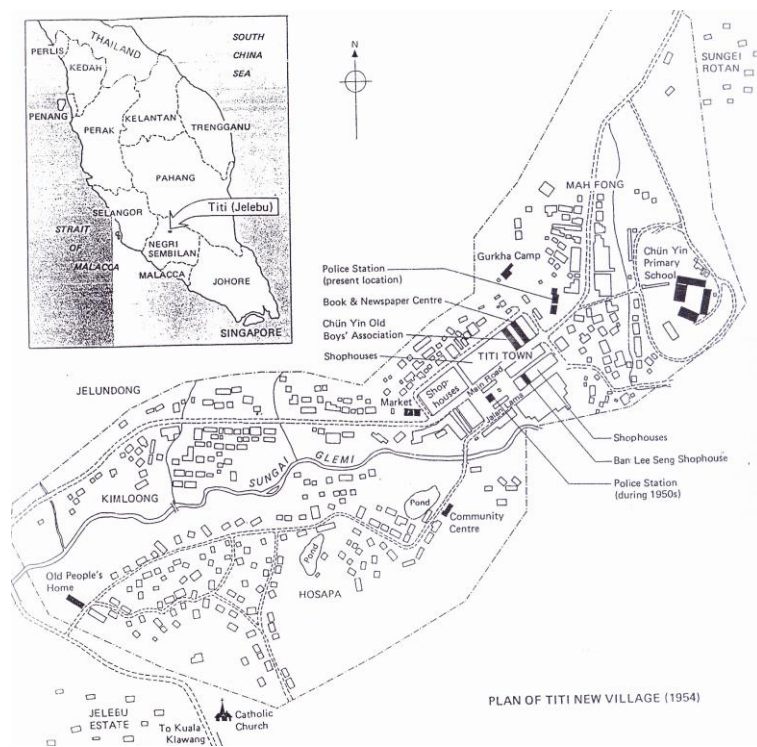 THAILAND
SOUTH
CHINA
SEA
PERLIS
KEDAH
PENANG
PERAK
KELANTAN
TRENGGANU
PAHANG
SELANGOR
Titi (Jelebu)
STRAIT
OF
MALACCA
NEGRI
SEMBILAN
MALACCA
JOHORE
SINGAPORE
N
SUNGEI
ROTAN
MAH FONG
Gurkha Camp
Chün Yin
Primary
School
Police Station
(present location)
Book & Newspaper Centre
Chün Yin Old
Boys' Association
Shophouses
TITI TOWN
Main Road
Jalan Lama
Shop-
houses
Market
JELUNDONG
Shophouses
Ban Lee Seng Shophouse
Police Station
(during 1950s)
SUNGAI GLEMI
KIMLOONG
Pond
Community
Centre
Pond
Old People's
Home
HOSAPA
JELEBU
ESTATE
To Kuala
Klawang
Catholic
Church
PLAN OF TITI NEW VILLAGE (1954)